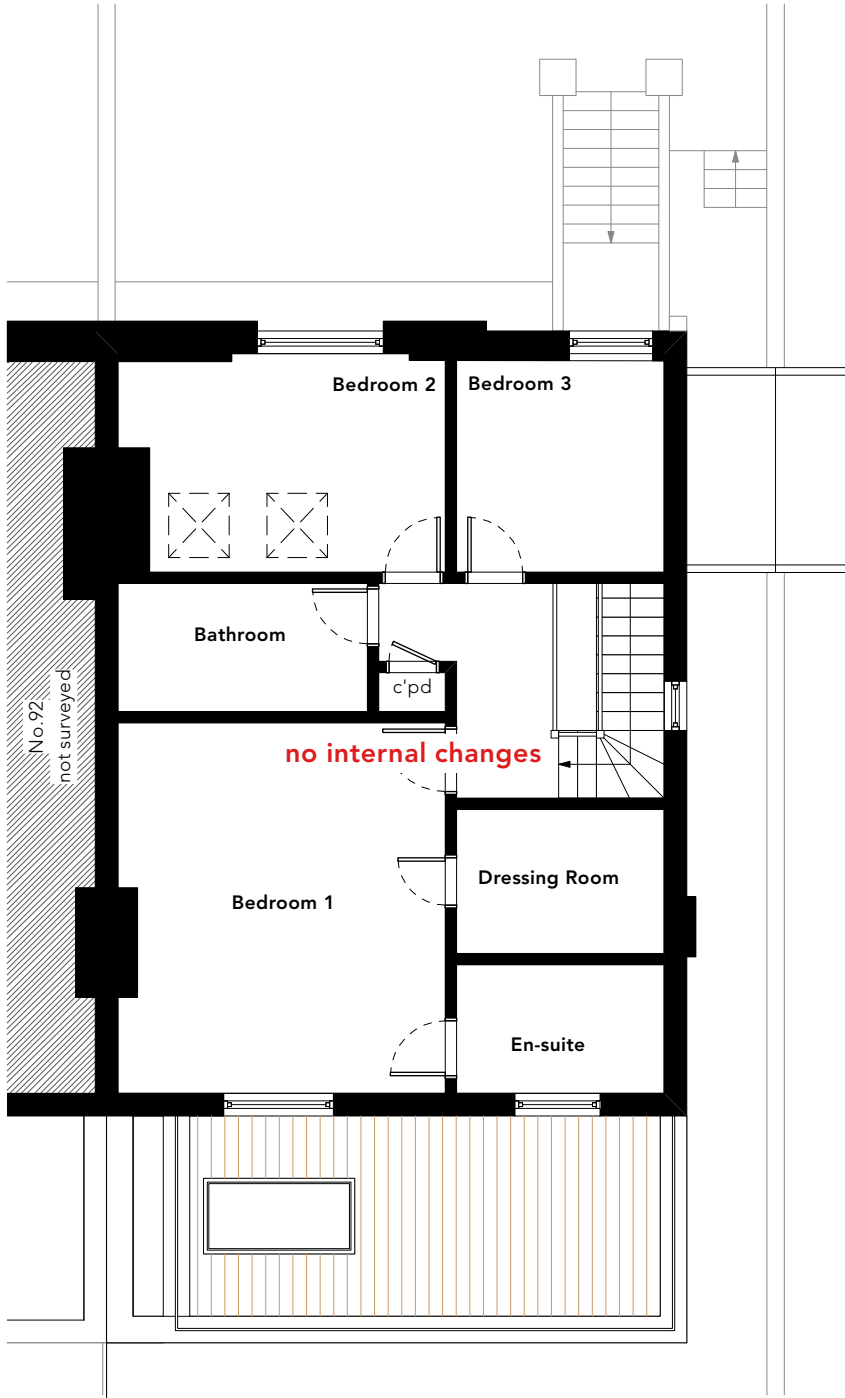 Bedroom 2
Bedroom 3
Bathroom
c'pd
No.92
not surveyed
no internal changes
Dressing Room
Bedroom 1
En-suite